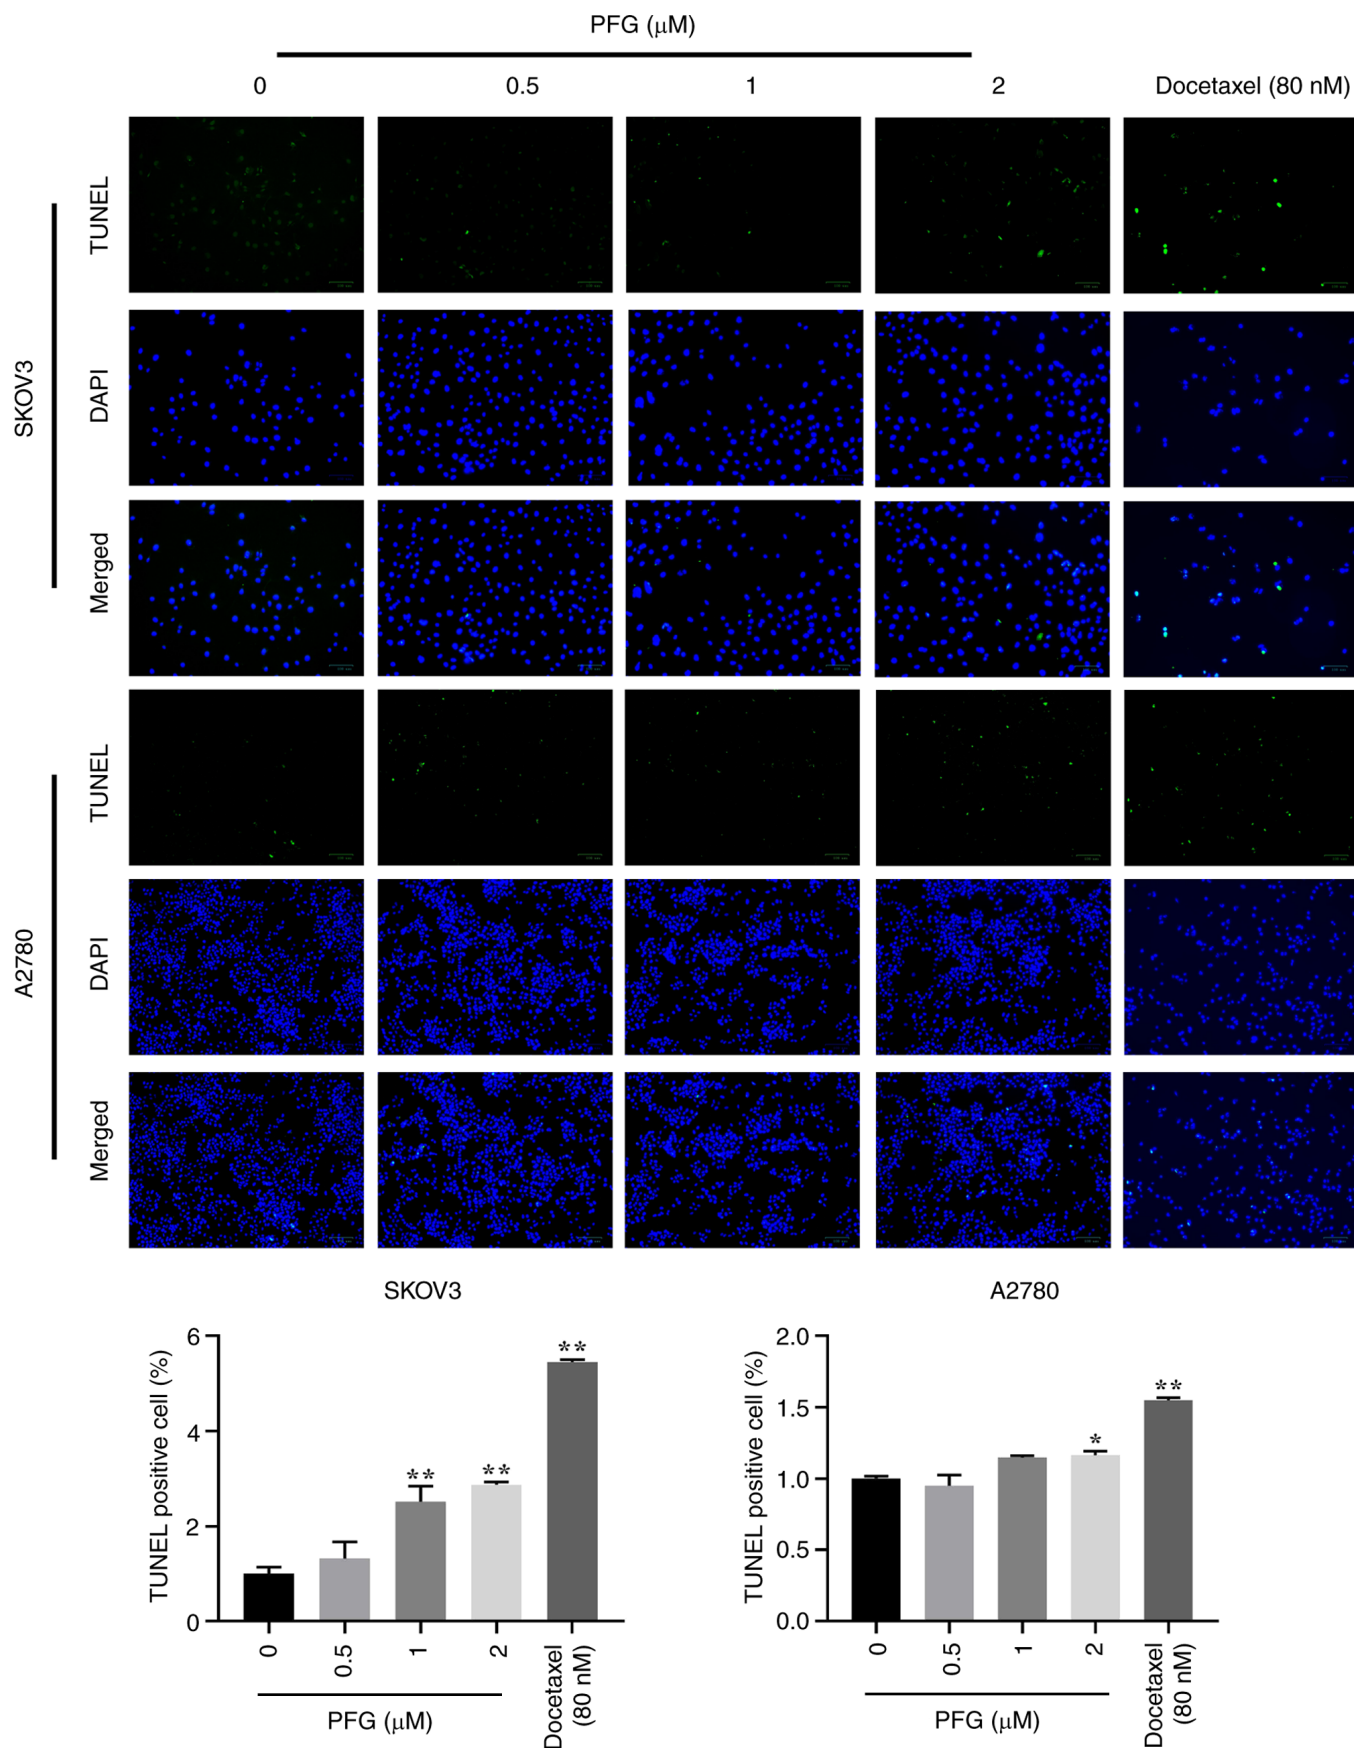 PFG (μM)
0 0.5 1 2 Docetaxel (80 nM)
SKOV3
TUNEL
DAPI
Merged
A2780
TUNEL
DAPI
Merged
SKOV3
TUNEL positive cell (%)
6
4
2
0
** ** **
0 0.5 1 2 Docetaxel
(80 nM)
PFG (μM)
A2780
TUNEL positive cell (%)
2.0
1.5
1.0
0.5
0.0
* **
0 0.5 1 2 Docetaxel
(80 nM)
PFG (μM)